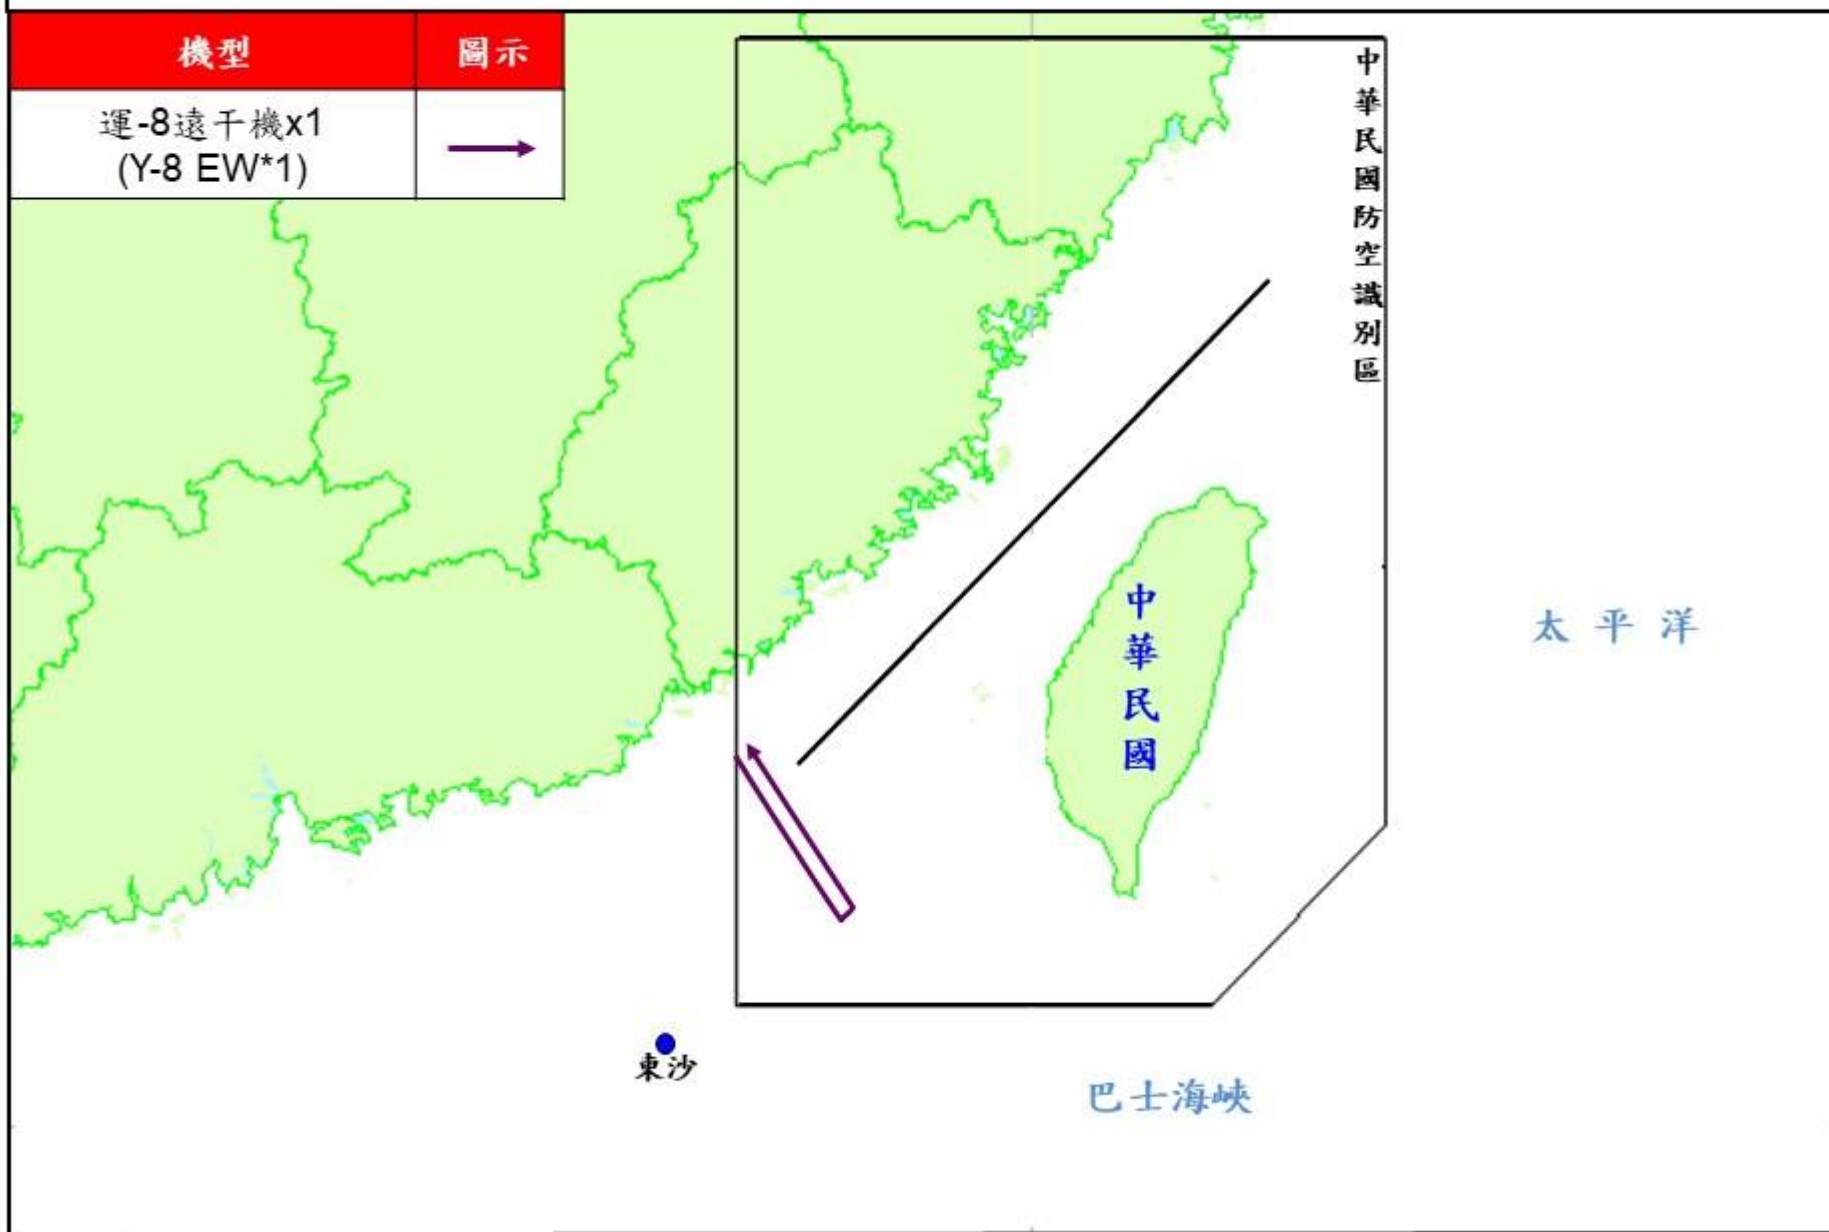 機型 圖示
運-8遠干機x1
(Y-8 EW*1)
中華民國防空識別區
中華民國
太平洋
東沙
巴士海峽